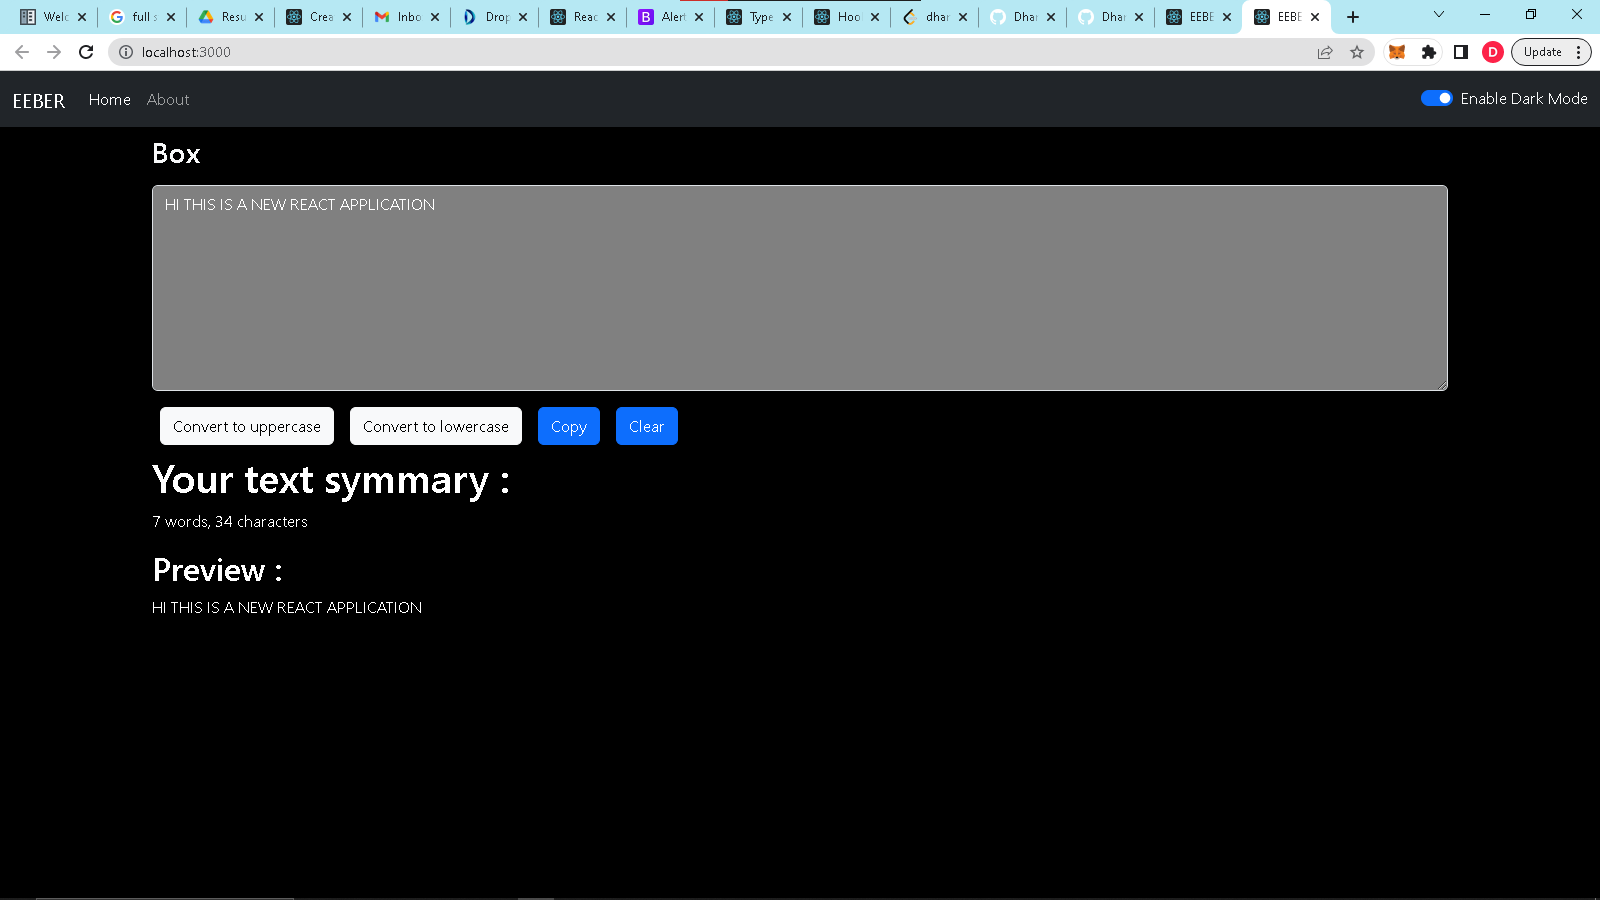 Welc
full s
Resu
Crea
Inbo
Drop
Reac
Alert
Type
Hoo
dhar
Dhar
Dhar
EEBE
EEBE
localhost:3000
D
Update
EEBER Home About Enable Dark Mode
Box
HI THIS IS A NEW REACT APPLICATION
Convert to uppercase Convert to lowercase Copy Clear
Your text symmary :
7 words, 34 characters
Preview :
HI THIS IS A NEW REACT APPLICATION